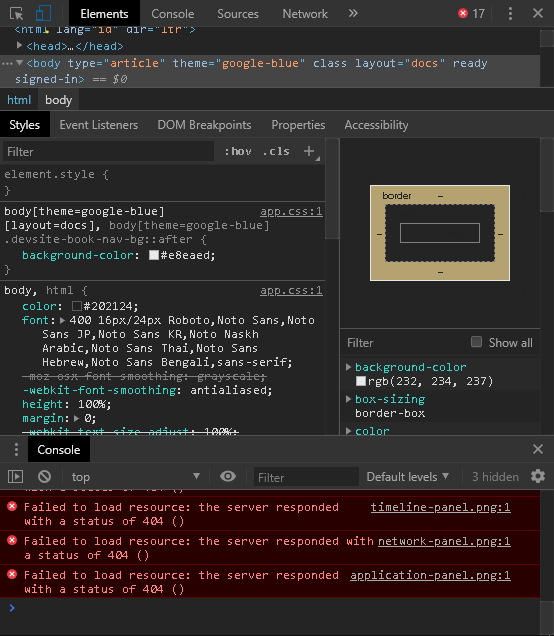 Elements Console Sources Network » 17
<html lang="id" dir="ltr">
<head>…</head>
<body type="article" theme="google-blue" class layout="docs" ready
signed-in> == $0
html body
Styles Event Listeners DOM Breakpoints Properties Accessibility
Filter :hov .cls +
element.style {
}
body[theme=google-blue] app.css:1
[layout=docs], body[theme=google-blue]
.devsite-book-nav-bg::after {
background-color: #e8eaed;
}
body, html { app.css:1
color: #202124;
font: 400 16px/24px Roboto,Noto Sans,Noto
Sans JP,Noto Sans KR,Noto Naskh
Arabic,Noto Sans Thai,Noto Sans
Hebrew,Noto Sans Bengali,sans-serif;
-moz-osx-font-smoothing: grayscale;
-webkit-font-smoothing: antialiased;
height: 100%;
margin: 0;
-webkit-text-size-adjust: 100%;
border –
– –
–
Filter Show all
background-color
rgb(232, 234, 237)
box-sizing
border-box
color
Console
top Filter Default levels 3 hidden
with a status of 404 ()
Failed to load resource: the server responded timeline-panel.png:1
with a status of 404 ()
Failed to load resource: the server responded with network-panel.png:1
a status of 404 ()
Failed to load resource: the server responded application-panel.png:1
with a status of 404 ()